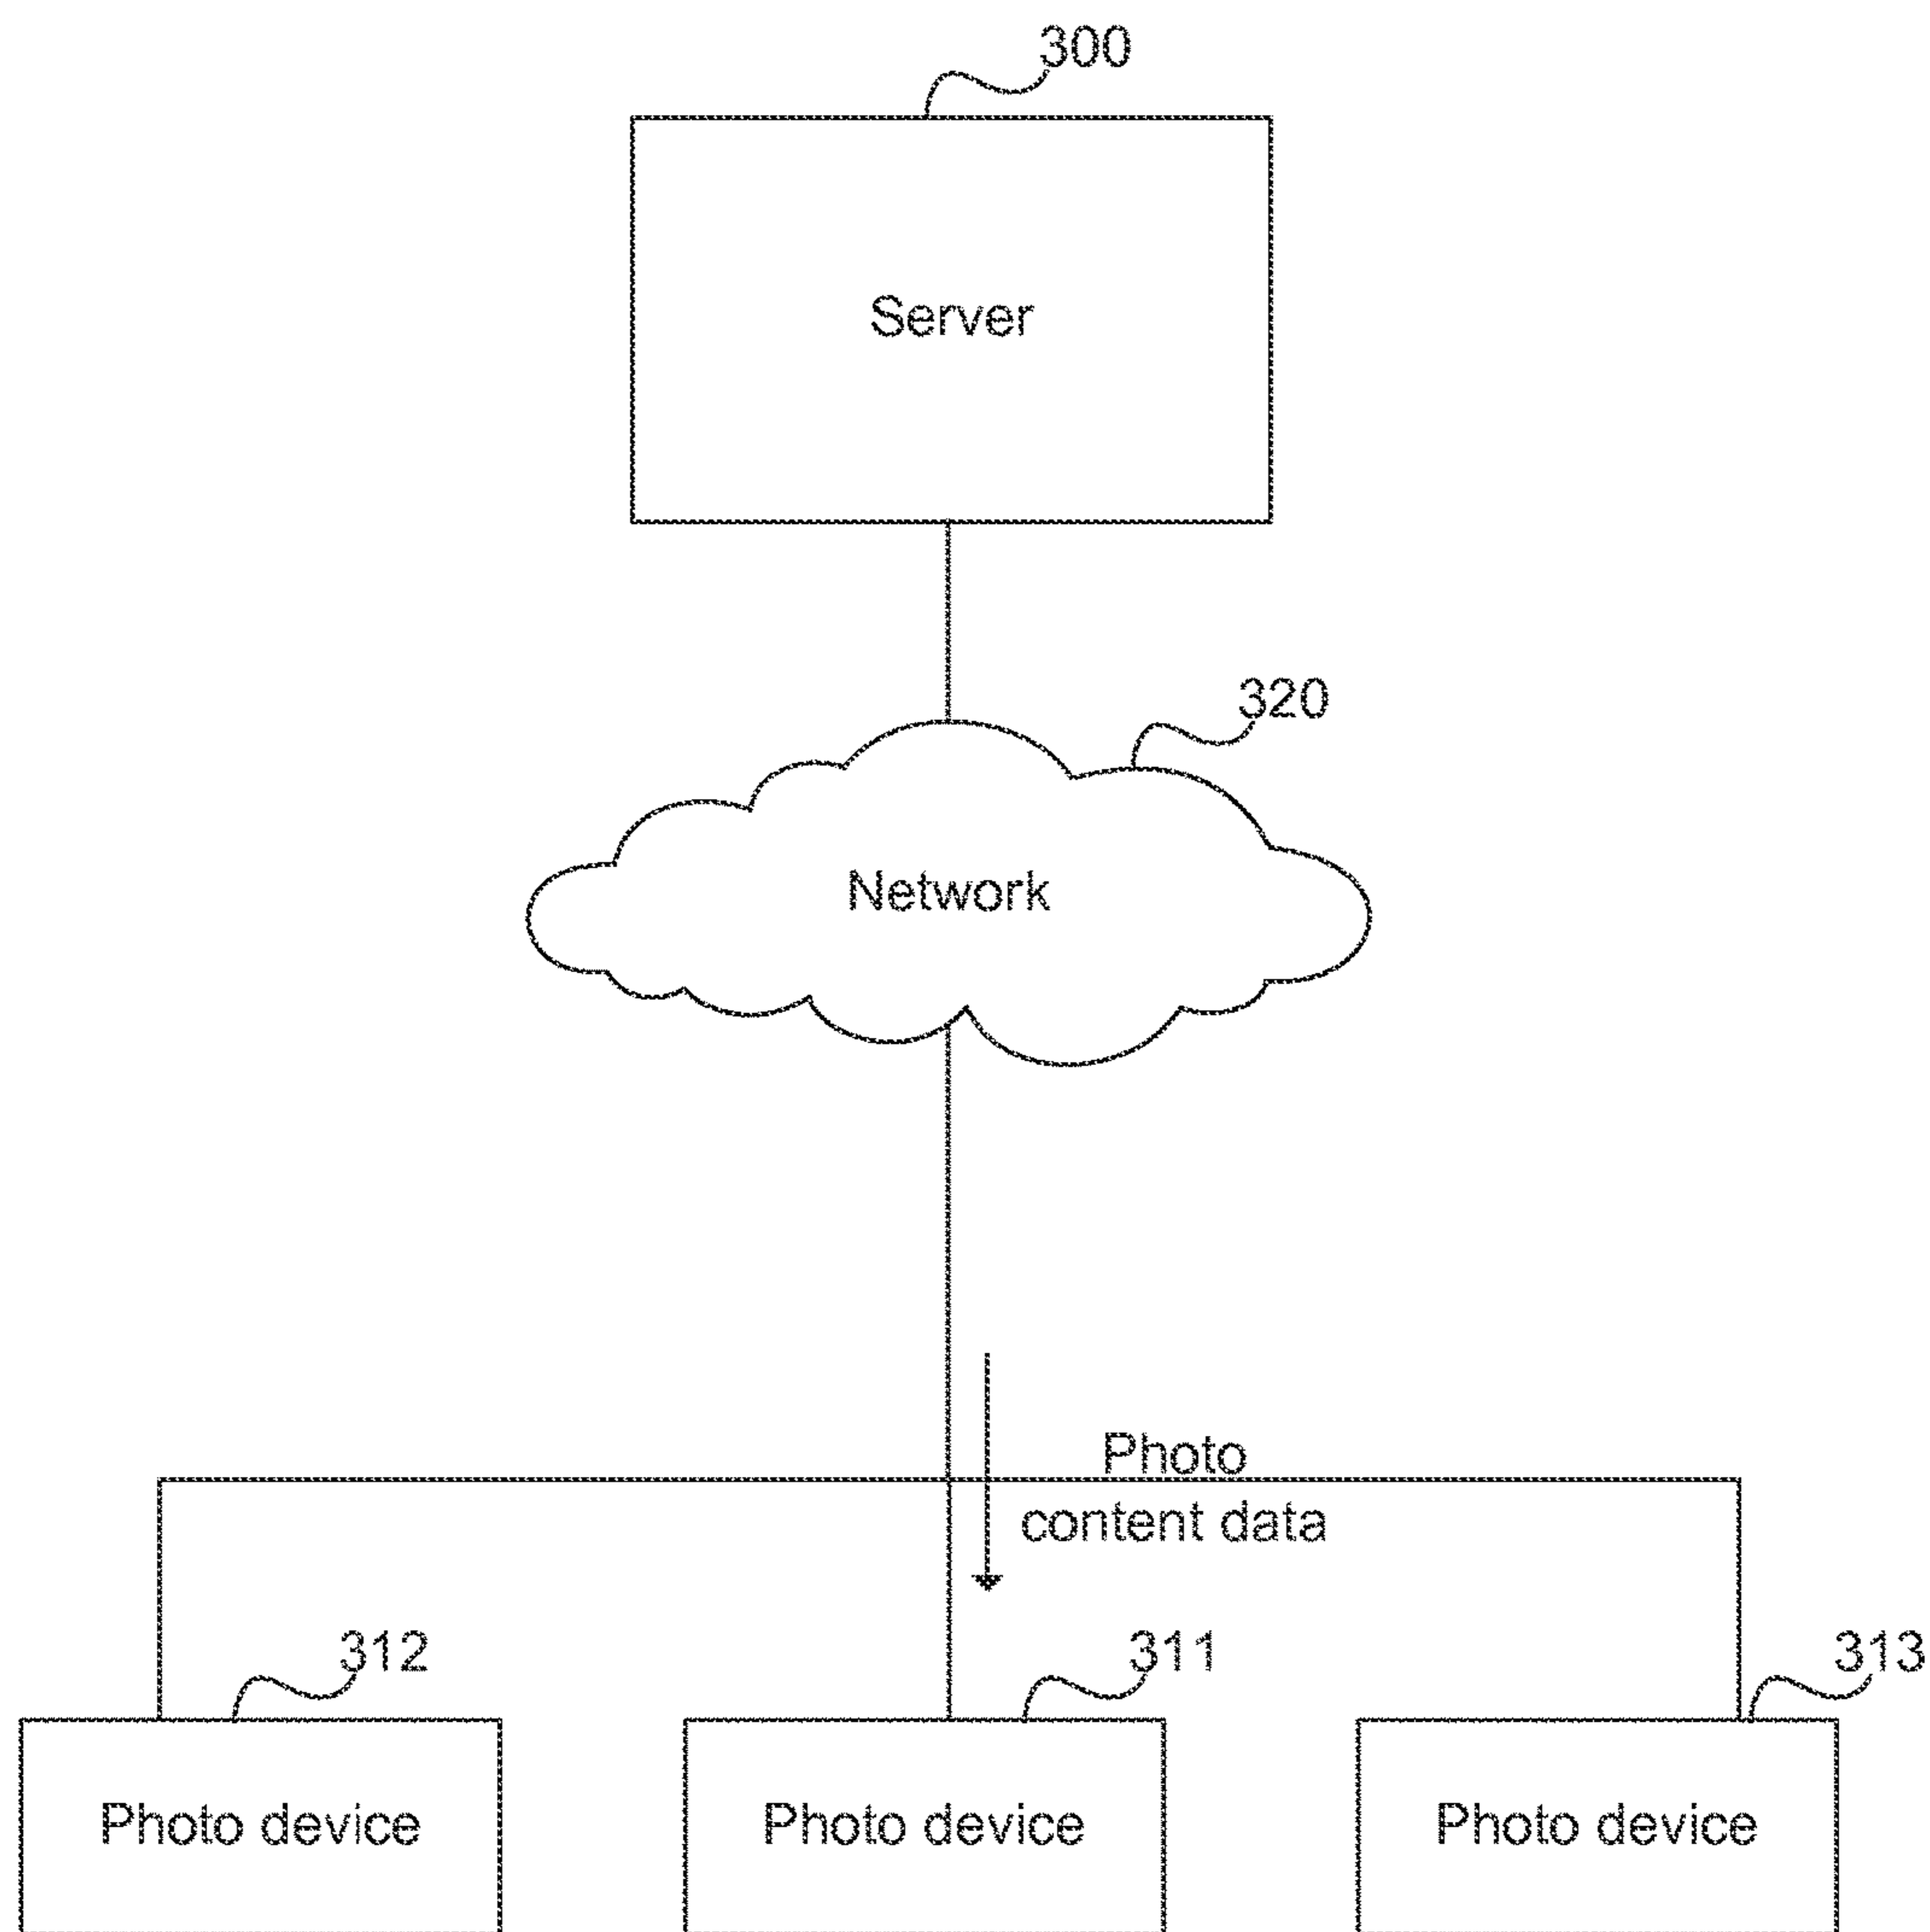 300
Server
320
Network
Photo
content data
312
311
313
Photo device
Photo device
Photo device